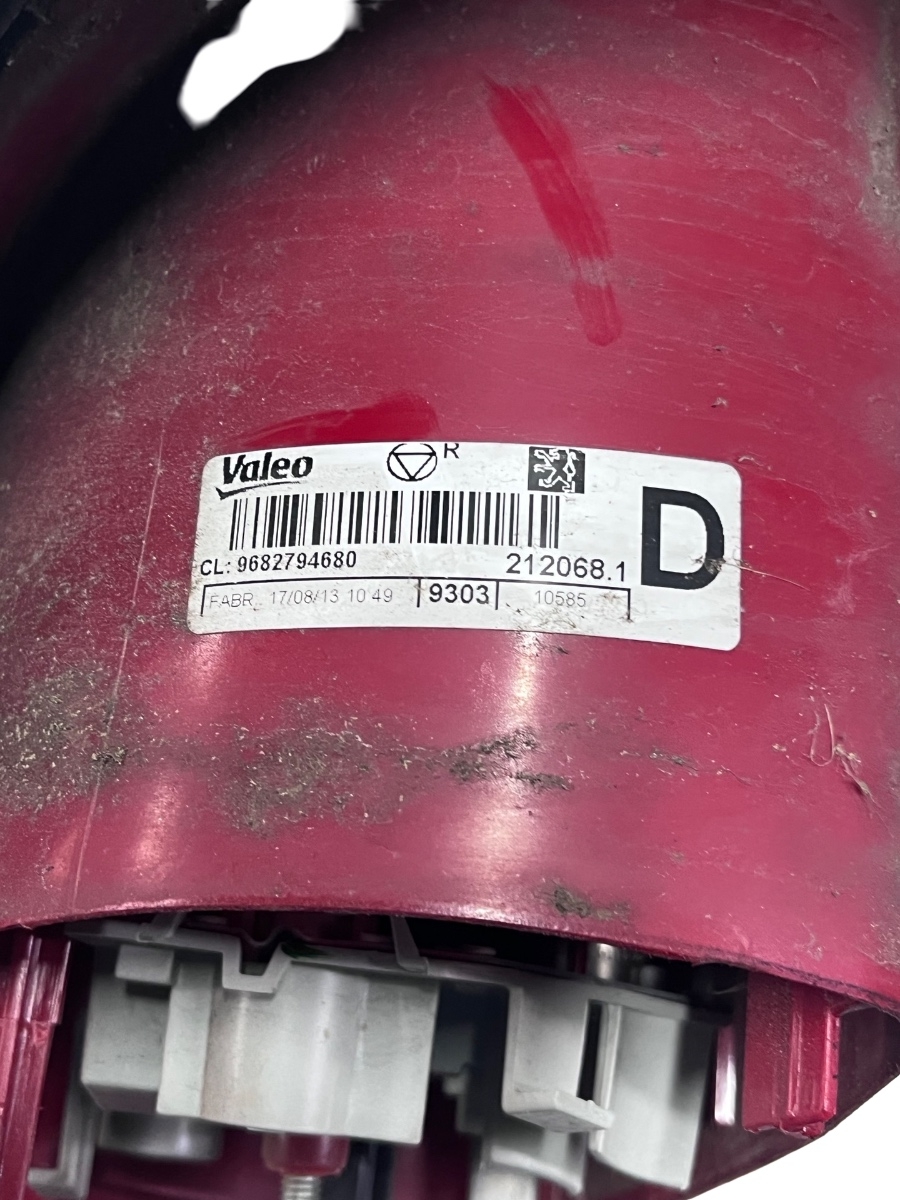 Valeo R
D
CL: 9682794680 212068.1
FABR 17/08/13 10 49 9303 10585